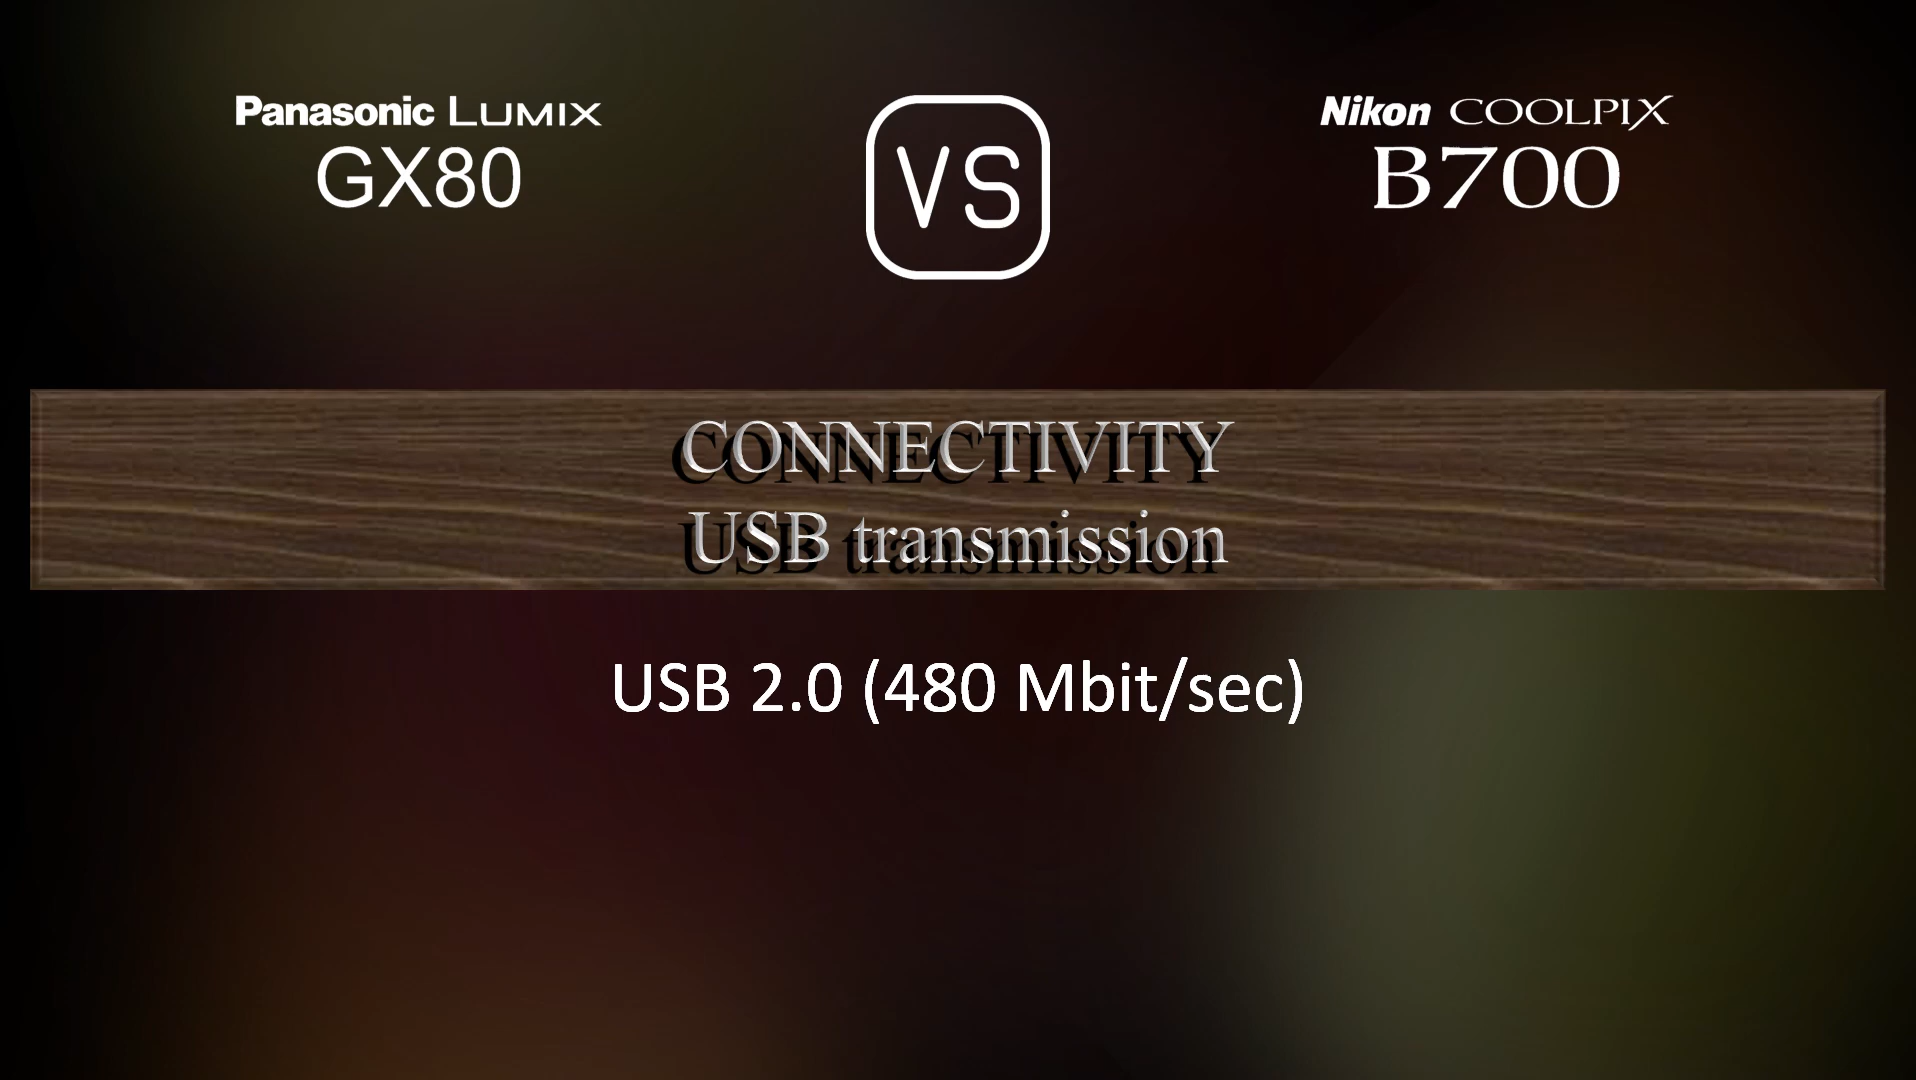 Panasonic LUMIX
GX80
VS
Nikon COOLPIX
B700
CONNECTIVITY
USB transmission
USB 2.0 (480 Mbit/sec)